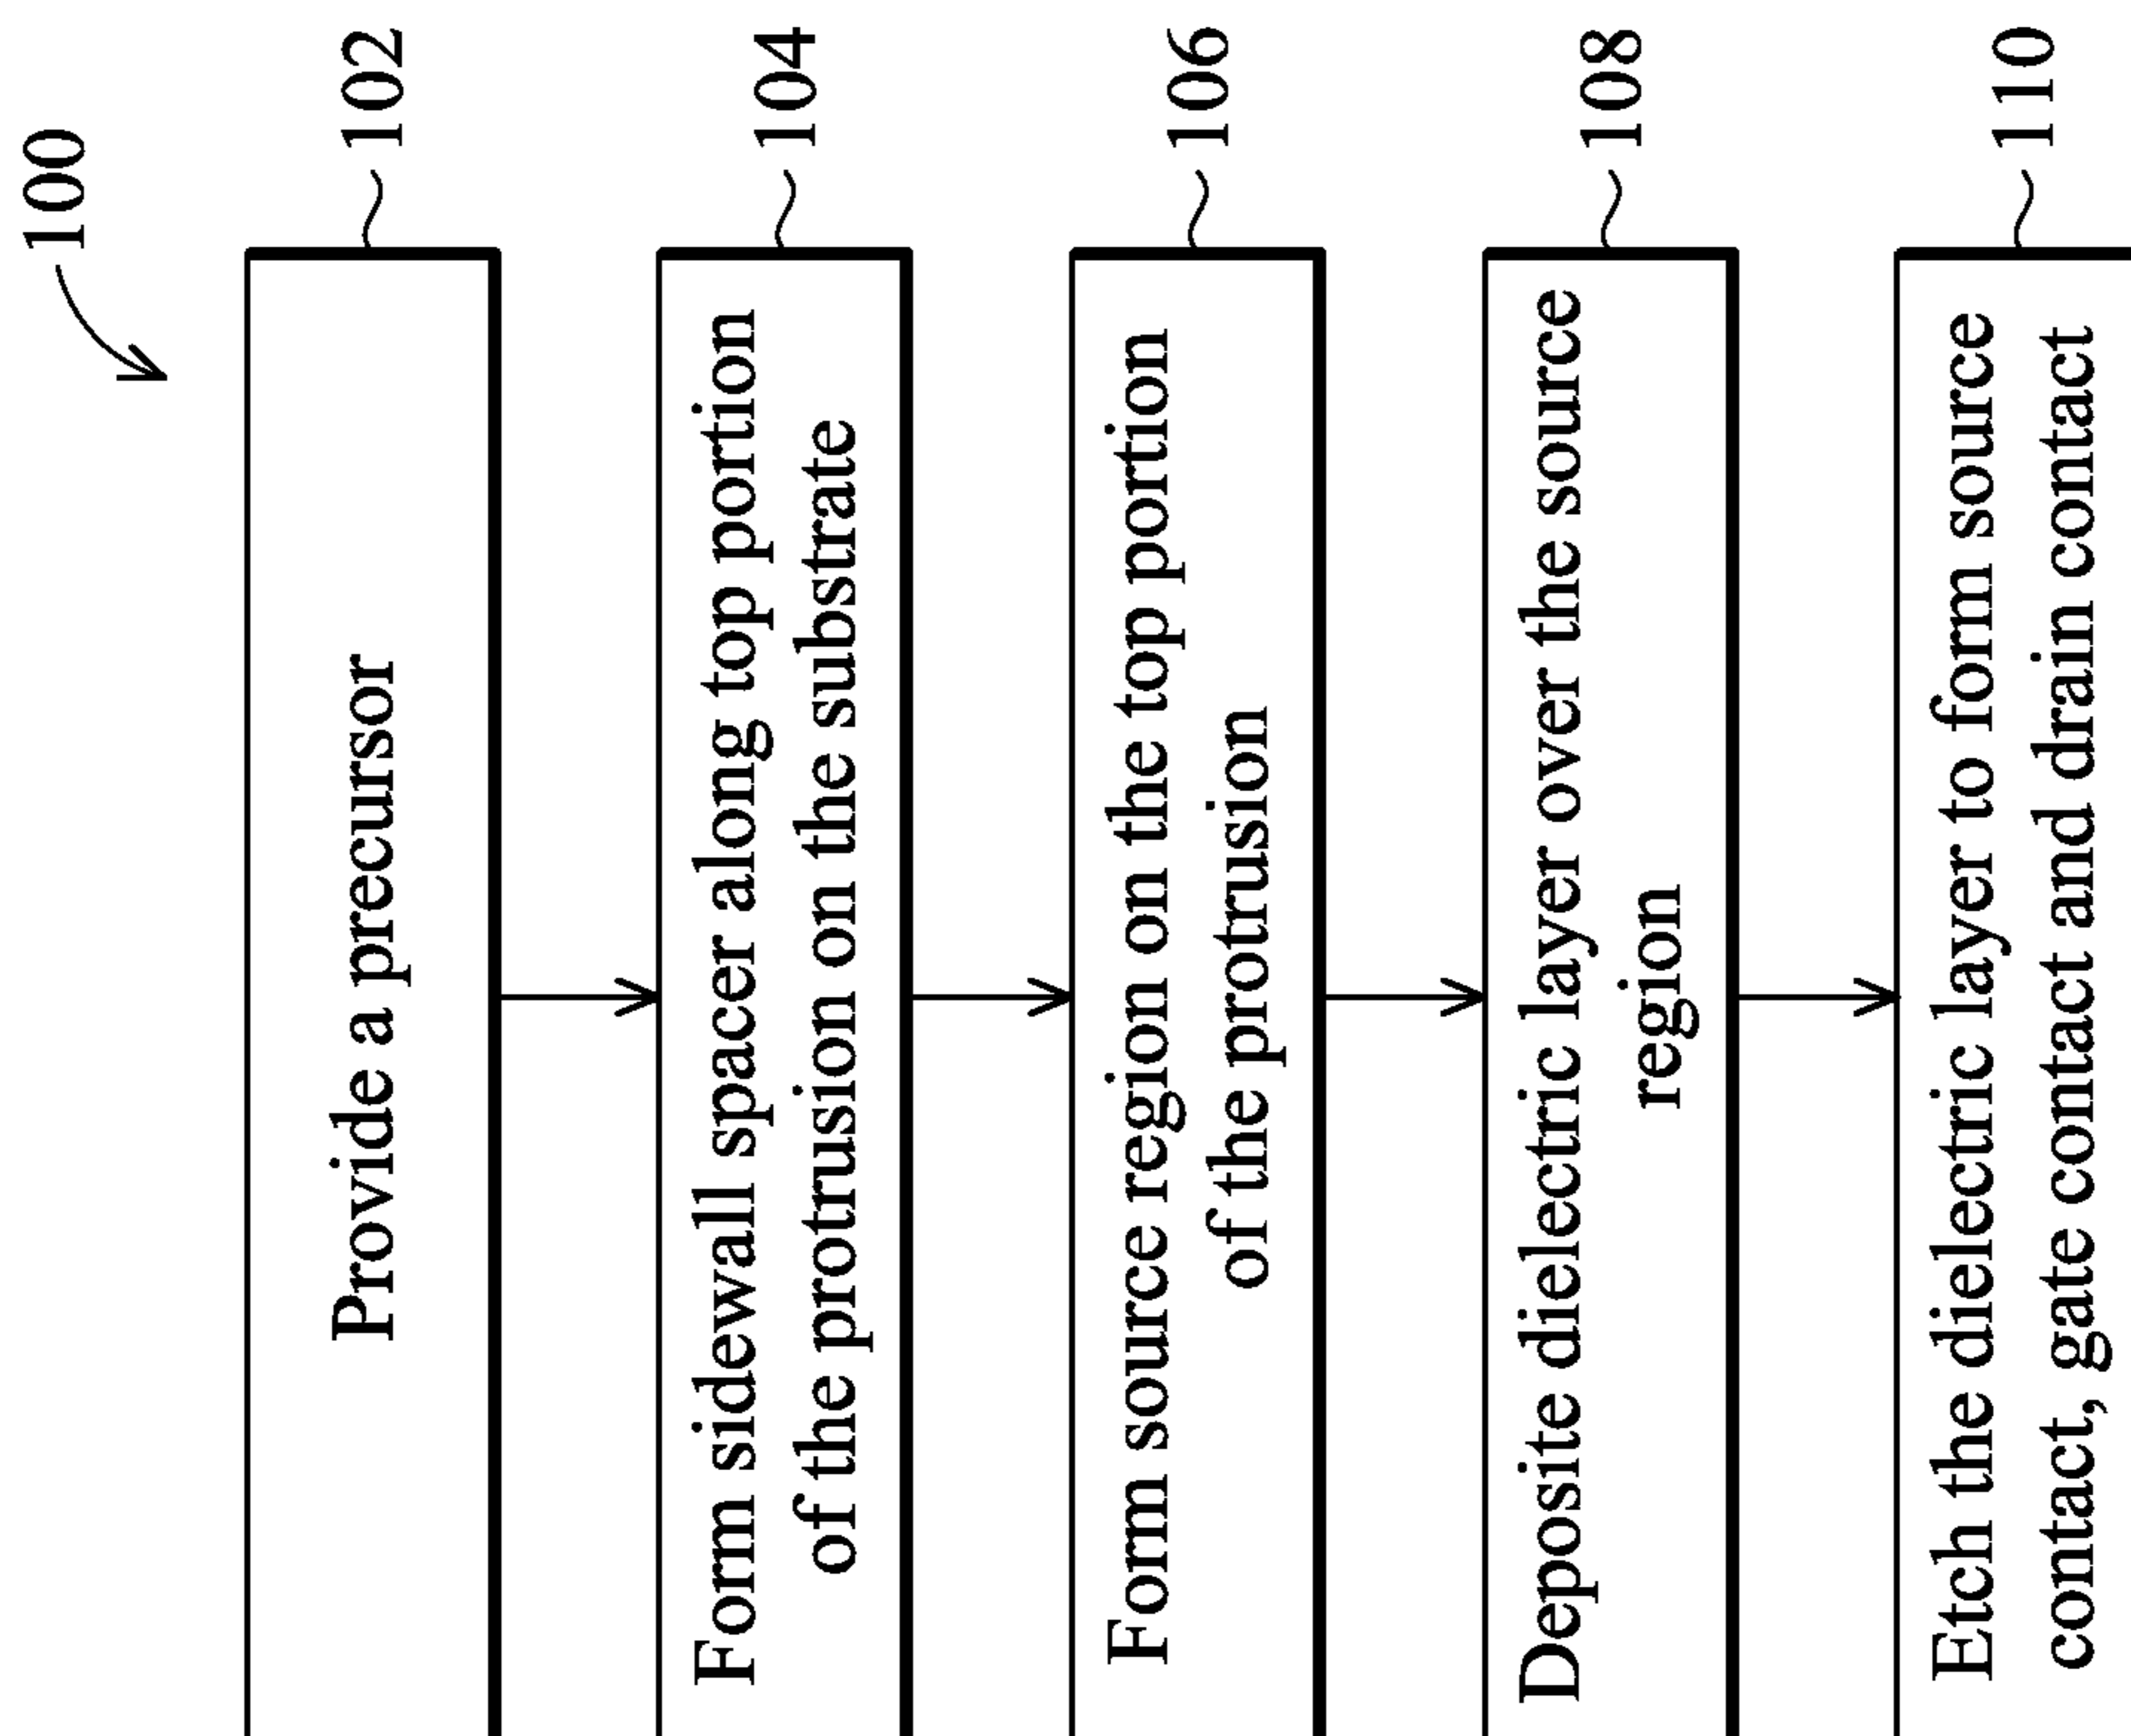 100
Provide a precursor
102
Form sidewall spacer along top portion
of the protrusion on the substrate
104
Form source region on the top portion
of the protrusion
106
Deposite dielectric layer over the source
region
108
Etch the dielectric layer to form source
contact, gate contact and drain contact
110